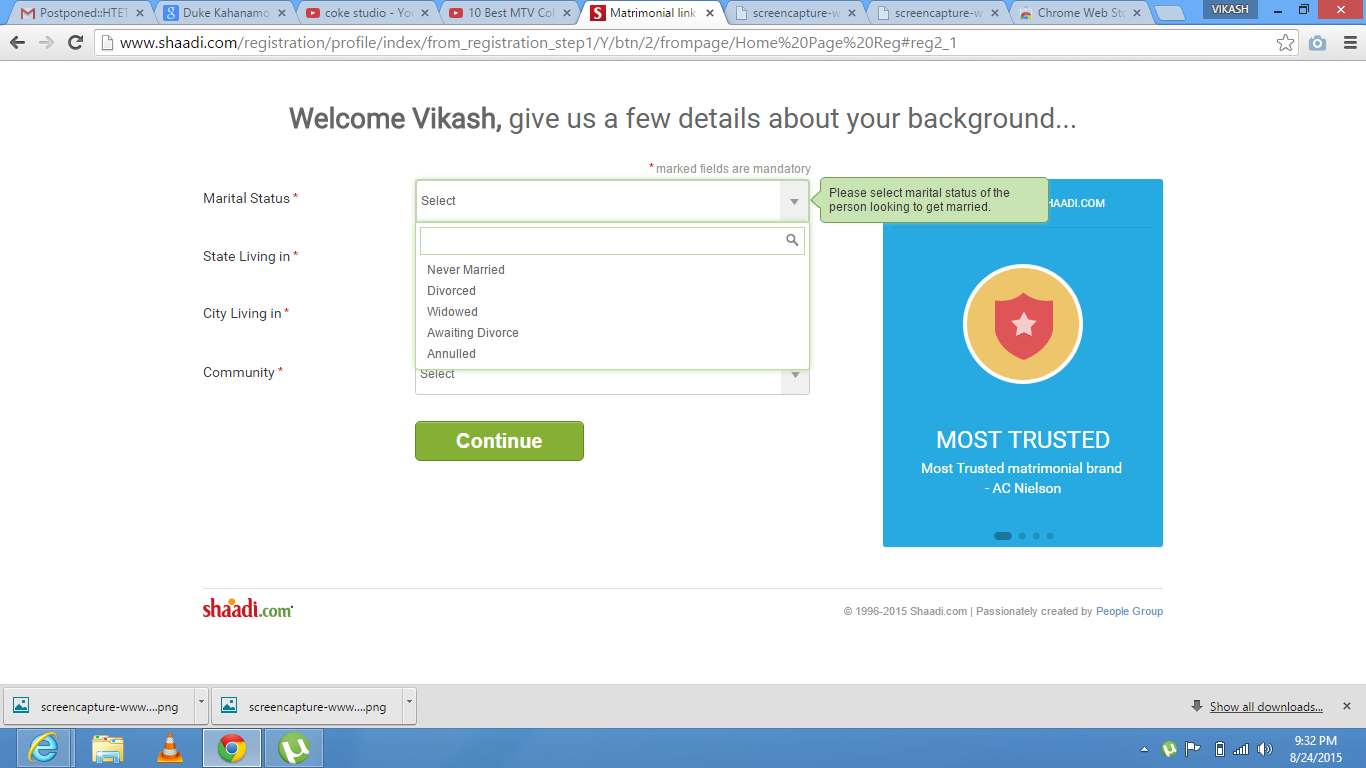 Postponed::HTET
Duke Kahanamo
coke studio - You
10 Best MTV Col
Matrimonial link
screencapture-w
screencapture-w
Chrome Web Sto
VIKASH
www.shaadi.com/registration/profile/index/from_registration_step1/Y/btn/2/frompage/Home%20Page%20Reg#reg2_1
Welcome Vikash, give us a few details about your background...
* marked fields are mandatory
Marital Status *
Select
Please select marital status of the
person looking to get married.
HAADI.COM
Never Married
Divorced
Widowed
Awaiting Divorce
Annulled
State Living in *
City Living in *
Community *
Select
Continue
MOST TRUSTED
Most Trusted matrimonial brand
- AC Nielson
shaadi.com
© 1996-2015 Shaadi.com | Passionately created by People Group
screencapture-www....png
screencapture-www....png
Show all downloads...
9:32 PM
8/24/2015